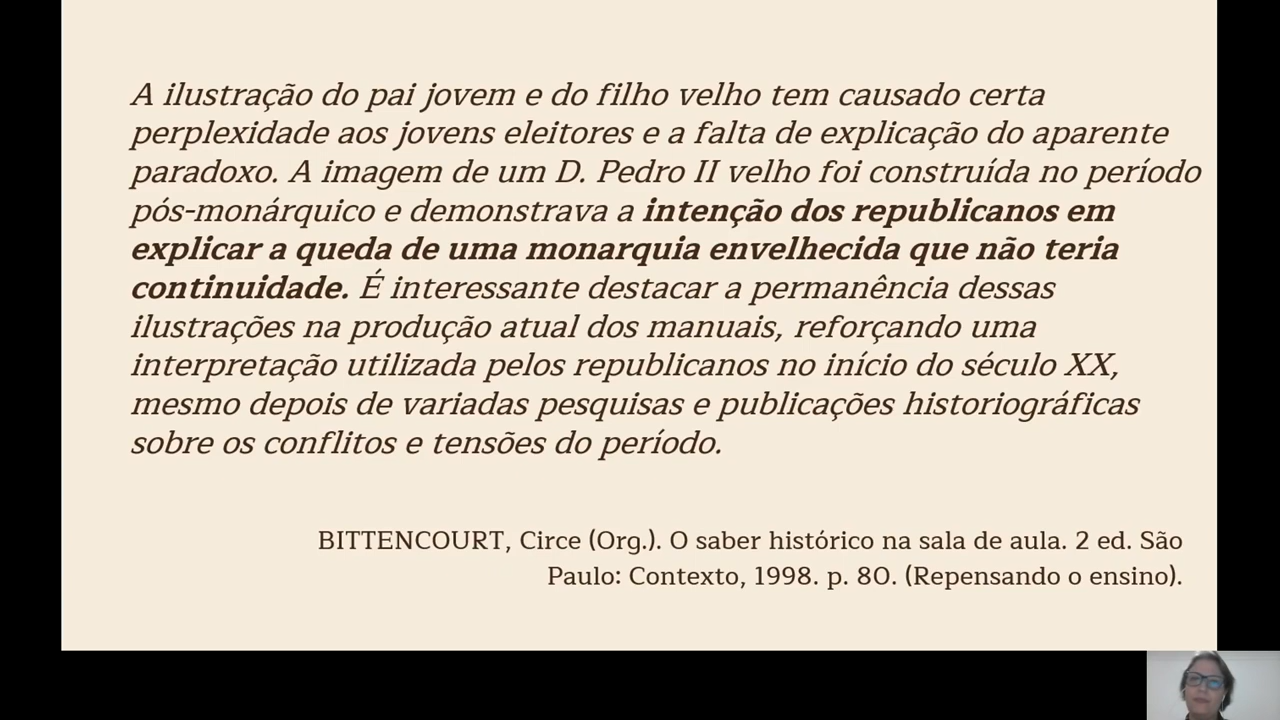 A ilustração do pai jovem e do filho velho tem causado certa
perplexidade aos jovens eleitores e a falta de explicação do aparente
paradoxo. A imagem de um D. Pedro II velho foi construída no período
pós-monárquico e demonstrava a intenção dos republicanos em
explicar a queda de uma monarquia envelhecida que não teria
continuidade. É interessante destacar a permanência dessas
ilustrações na produção atual dos manuais, reforçando uma
interpretação utilizada pelos republicanos no início do século XX,
mesmo depois de variadas pesquisas e publicações historiográficas
sobre os conflitos e tensões do período.
BITTENCOURT, Circe (Org.). O saber histórico na sala de aula. 2 ed. São
Paulo: Contexto, 1998. p. 80. (Repensando o ensino).